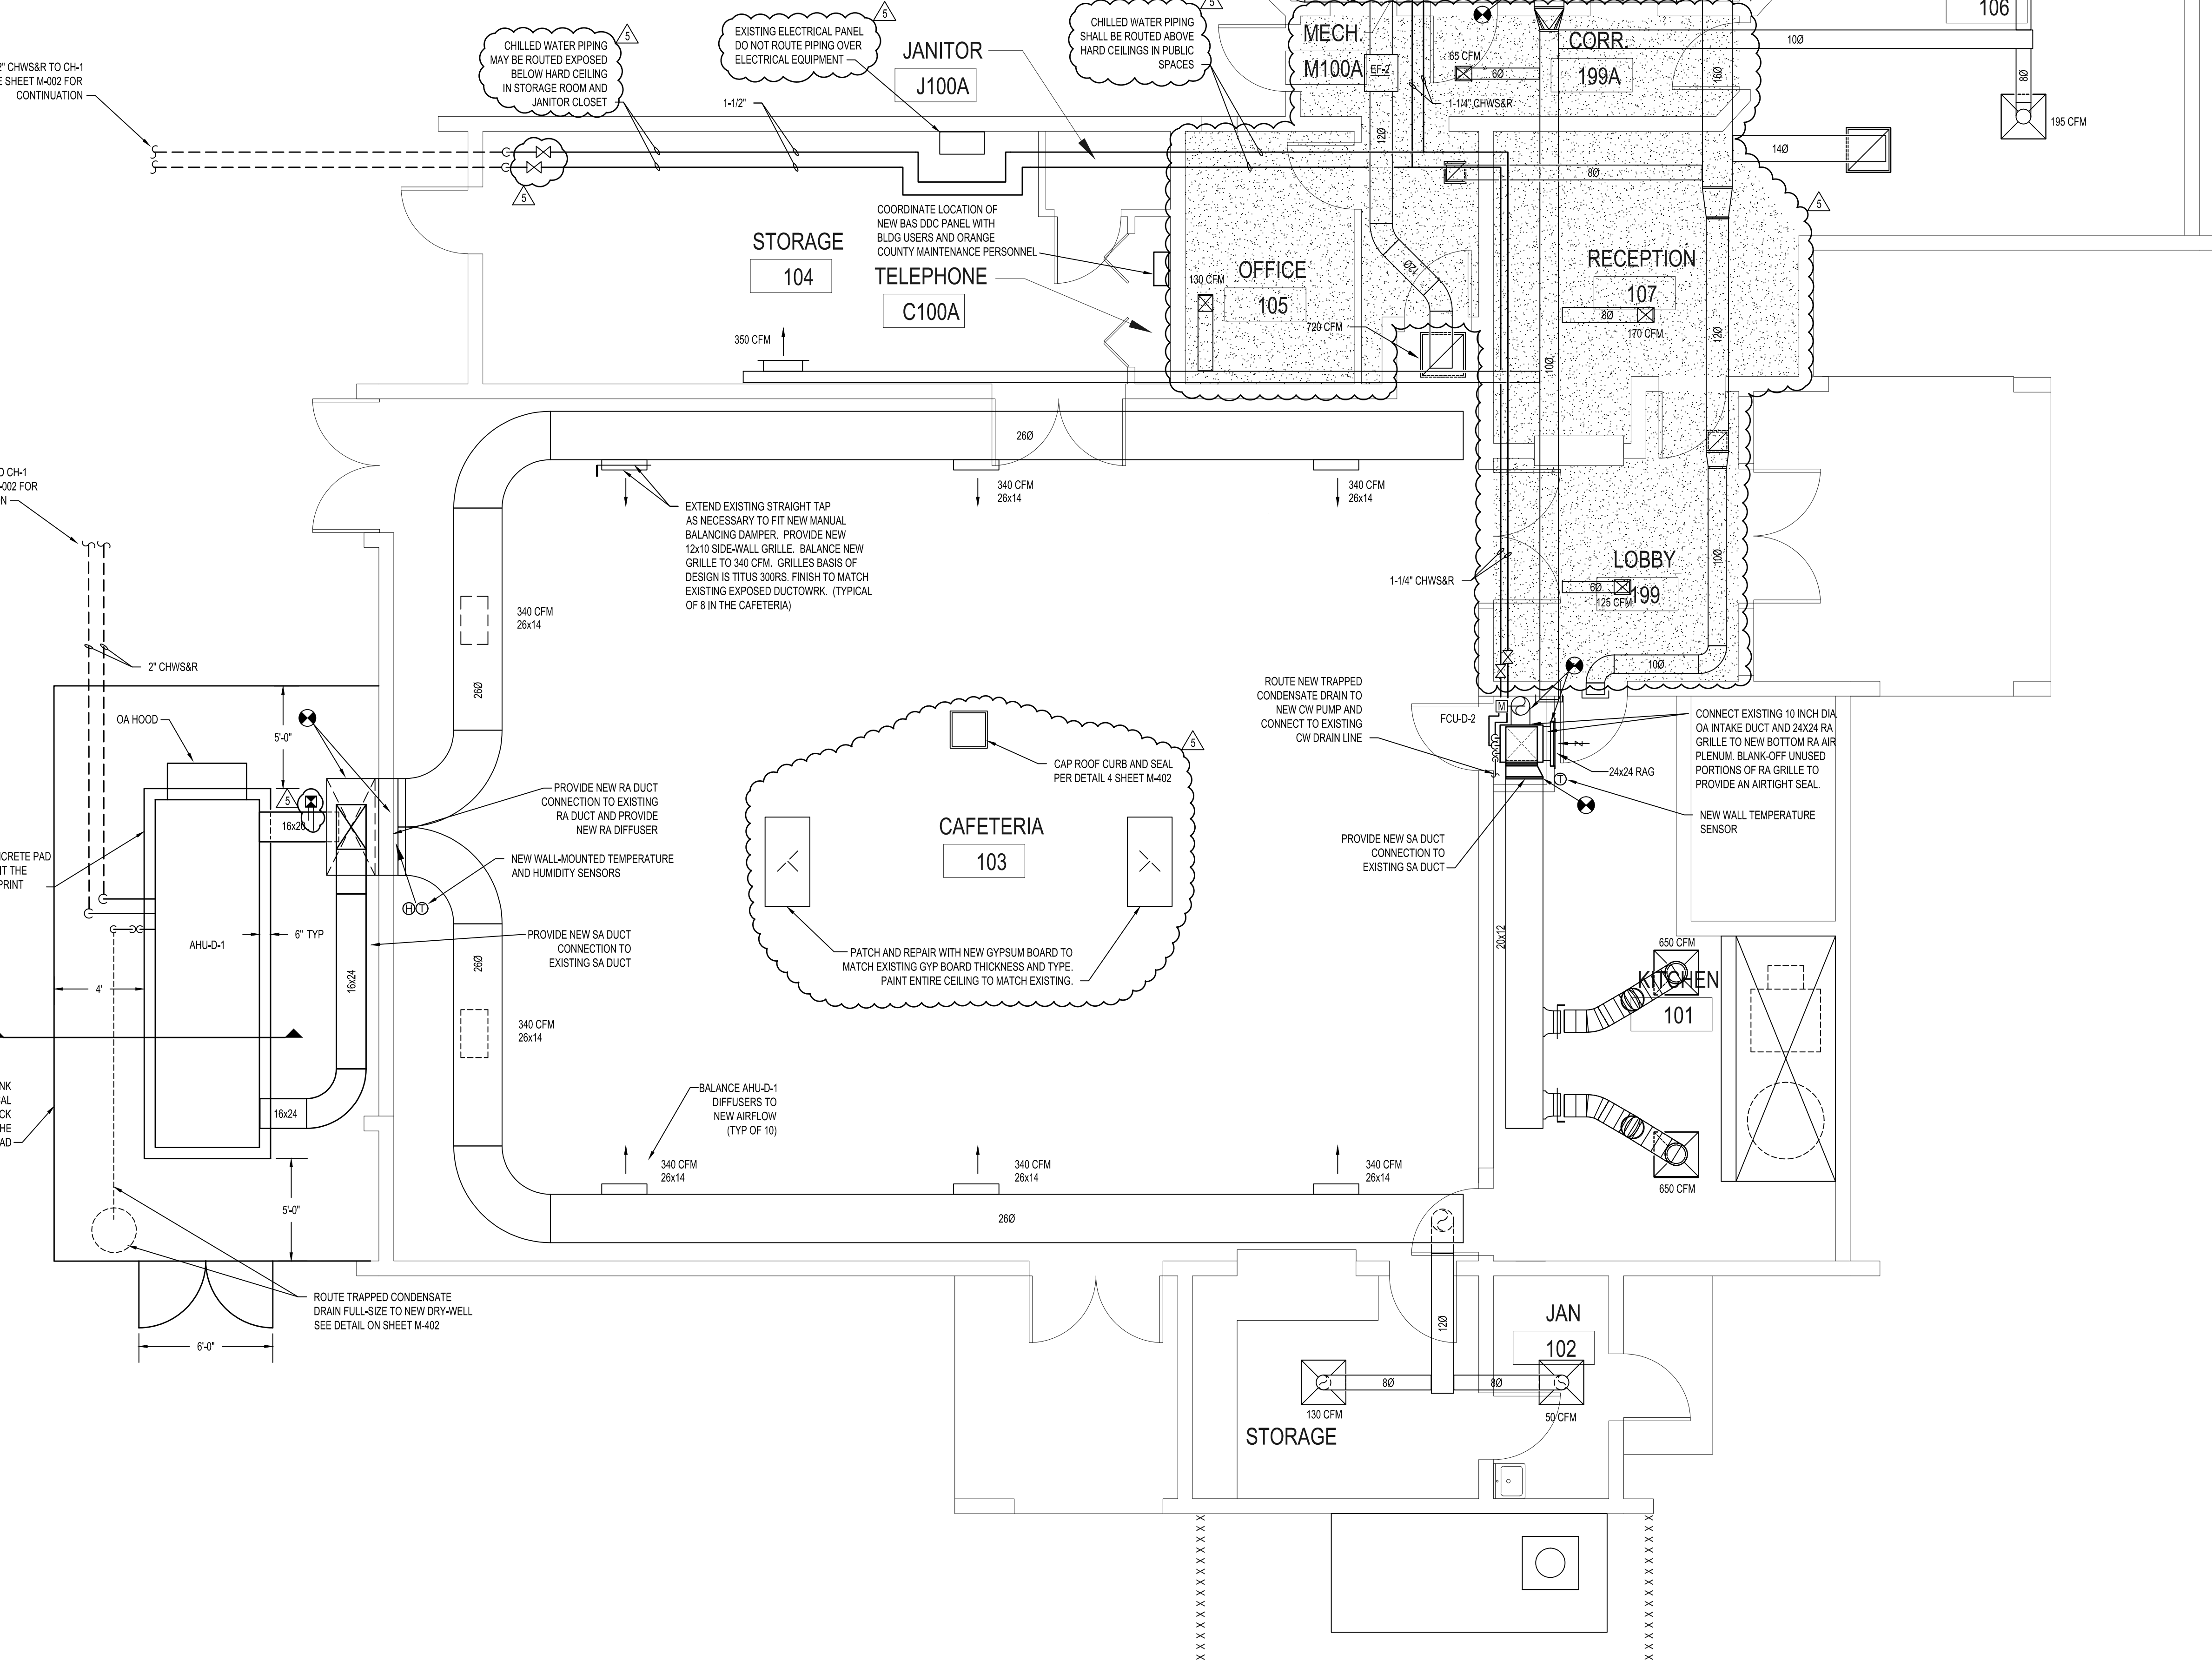 106
10Ø
8Ø
195 CFM
14Ø
5
CHILLED WATER PIPING
MAY BE ROUTED EXPOSED
BELOW HARD CEILING
IN STORAGE ROOM AND
JANITOR CLOSET
5
EXISTING ELECTRICAL PANEL
DO NOT ROUTE PIPING OVER
ELECTRICAL EQUIPMENT
5
CHILLED WATER PIPING
SHALL BE ROUTED ABOVE
HARD CEILINGS IN PUBLIC
SPACES
5
JANITOR
J100A
MECH.
M100A
EF-2
65 CFM
6Ø
CORR.
199A
16Ø
1-1/4" CHWS&R
12Ø
2" CHWS&R TO CH-1
SHEET M-002 FOR
CONTINUATION
1-1/2"
5
8Ø
5
COORDINATE LOCATION OF
NEW BAS DDC PANEL WITH
BLDG USERS AND ORANGE
COUNTY MAINTENANCE PERSONNEL
STORAGE
104
TELEPHONE
C100A
350 CFM
130 CFM
OFFICE
105
12Ø
720 CFM
RECEPTION
107
8Ø
170 CFM
12Ø
10Ø
26Ø
CH-1
-002 FOR
340 CFM
26x14
340 CFM
26x14
EXTEND EXISTING STRAIGHT TAP
AS NECESSARY TO FIT NEW MANUAL
BALANCING DAMPER. PROVIDE NEW
12x10 SIDE-WALL GRILLE. BALANCE NEW
GRILLE TO 340 CFM. GRILLES BASIS OF
DESIGN IS TITUS 300RS. FINISH TO MATCH
EXISTING EXPOSED DUCTOWRK. (TYPICAL
OF 8 IN THE CAFETERIA)
340 CFM
26x14
1-1/4" CHWS&R
LOBBY
199
6Ø
125 CFM
10Ø
10Ø
2" CHWS&R
26Ø
OA HOOD
5'-0"
5
16x20
PROVIDE NEW RA DUCT
CONNECTION TO EXISTING
RA DUCT AND PROVIDE
NEW RA DIFFUSER
NEW WALL-MOUNTED TEMPERATURE
AND HUMIDITY SENSORS
H
T
PROVIDE NEW SA DUCT
CONNECTION TO
EXISTING SA DUCT
CRETE PAD
THE
PRINT
AHU-D-1
6" TYP
4'
16x24
16x24
26Ø
340 CFM
26x14
5
CAP ROOF CURB AND SEAL
PER DETAIL 4 SHEET M-402
CAFETERIA
103
PATCH AND REPAIR WITH NEW GYPSUM BOARD TO
MATCH EXISTING GYP BOARD THICKNESS AND TYPE.
PAINT ENTIRE CEILING TO MATCH EXISTING.
ROUTE NEW TRAPPED
CONDENSATE DRAIN TO
NEW CW PUMP AND
CONNECT TO EXISTING
CW DRAIN LINE
FCU-D-2
M
CONNECT EXISTING 10 INCH DIA.
OA INTAKE DUCT AND 24X24 RA
GRILLE TO NEW BOTTOM RA AIR
PLENUM. BLANK-OFF UNUSED
PORTIONS OF RA GRILLE TO
PROVIDE AN AIRTIGHT SEAL.
24x24 RAG
T
NEW WALL TEMPERATURE
SENSOR
PROVIDE NEW SA DUCT
CONNECTION TO
EXISTING SA DUCT
20x12
650 CFM
KITCHEN
101
650 CFM
BALANCE AHU-D-1
DIFFUSERS TO
NEW AIRFLOW
(TYP OF 10)
340 CFM
26x14
340 CFM
26x14
340 CFM
26x14
26Ø
5'-0"
ROUTE TRAPPED CONDENSATE
DRAIN FULL-SIZE TO NEW DRY-WELL
SEE DETAIL ON SHEET M-402
6'-0"
12Ø
JAN
102
8Ø
8Ø
130 CFM
50 CFM
STORAGE